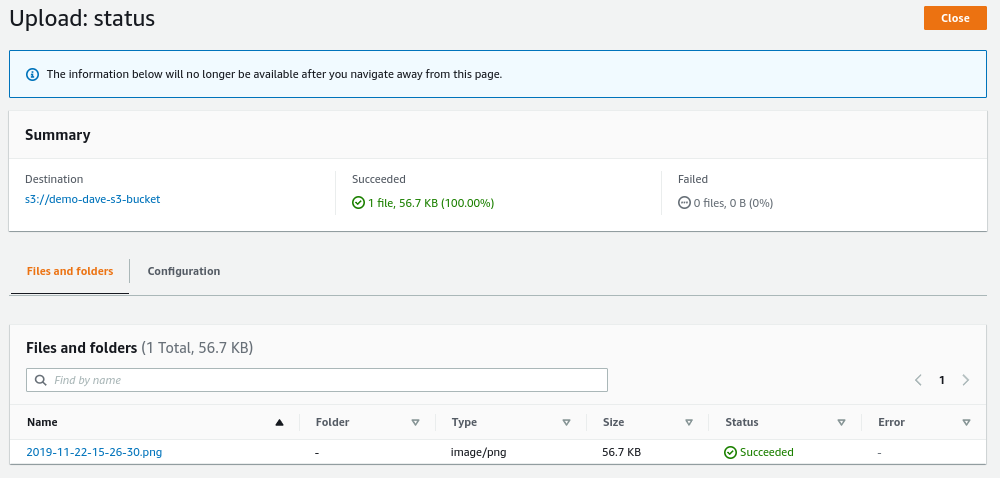 Upload: status
Close
The information below will no longer be available after you navigate away from this page.
Summary
Destination
s3://demo-dave-s3-bucket
Succeeded
1 file, 56.7 KB (100.00%)
Failed
0 files, 0 B (0%)
Files and folders
Configuration
Files and folders (1 Total, 56.7 KB)
Find by name
1
Name Folder Type Size Status Error
2019-11-22-15-26-30.png - image/png 56.7 KB Succeeded -